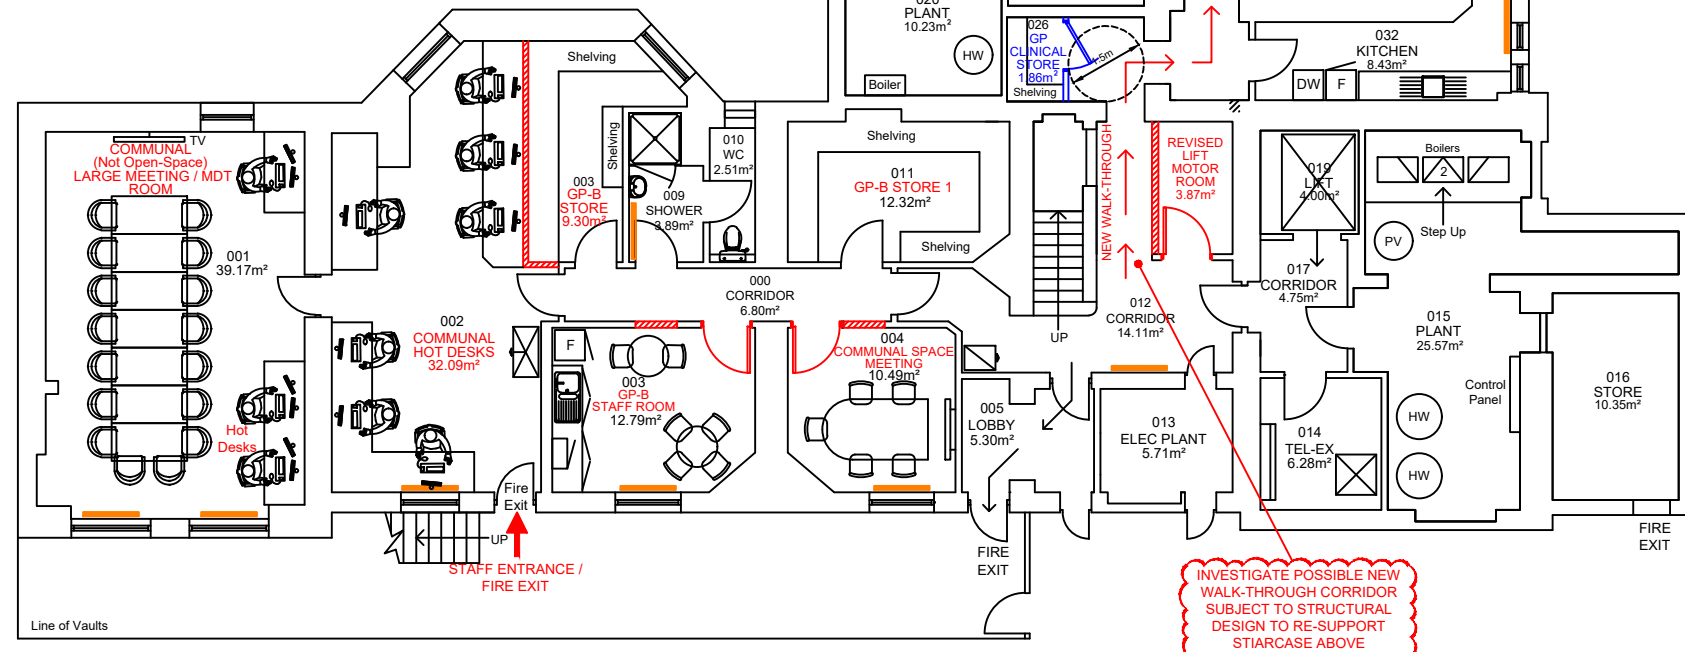 020
PLANT
10.23m²
HW
Boiler
026
GP
CLINICAL
STORE
1.86m²
Shelving
1.5m
032
KITCHEN
8.43m²
DW
F
TV
COMMUNAL
(Not Open-Space)
LARGE MEETING / MDT
ROOM
001
39.17m²
Hot
Desks
002
COMMUNAL
HOT DESKS
32.09m²
Shelving
Shelving
003
GP-B
STORE
9.30m²
009
SHOWER
3.89m²
010
WC
2.51m²
Shelving
011
GP-B STORE 1
12.32m²
Shelving
000
CORRIDOR
6.80m²
F
003
GP-B
STAFF ROOM
12.79m²
004
COMMUNAL SPACE
MEETING
10.49m²
005
LOBBY
5.30m²
UP
NEW WALK-THROUGH
REVISED
LIFT
MOTOR
ROOM
3.87m²
012
CORRIDOR
14.11m²
013
ELEC PLANT
5.71m²
019
LIFT
4.00m²
017
CORRIDOR
4.75m²
014
TEL-EX
6.28m²
Boilers
2
Step Up
PV
015
PLANT
25.57m²
Control
Panel
HW
HW
016
STORE
10.35m²
Fire
Exit
UP
STAFF ENTRANCE /
FIRE EXIT
FIRE
EXIT
FIRE
EXIT
INVESTIGATE POSSIBLE NEW
WALK-THROUGH CORRIDOR
SUBJECT TO STRUCTURAL
DESIGN TO RE-SUPPORT
STIARCASE ABOVE
Line of Vaults